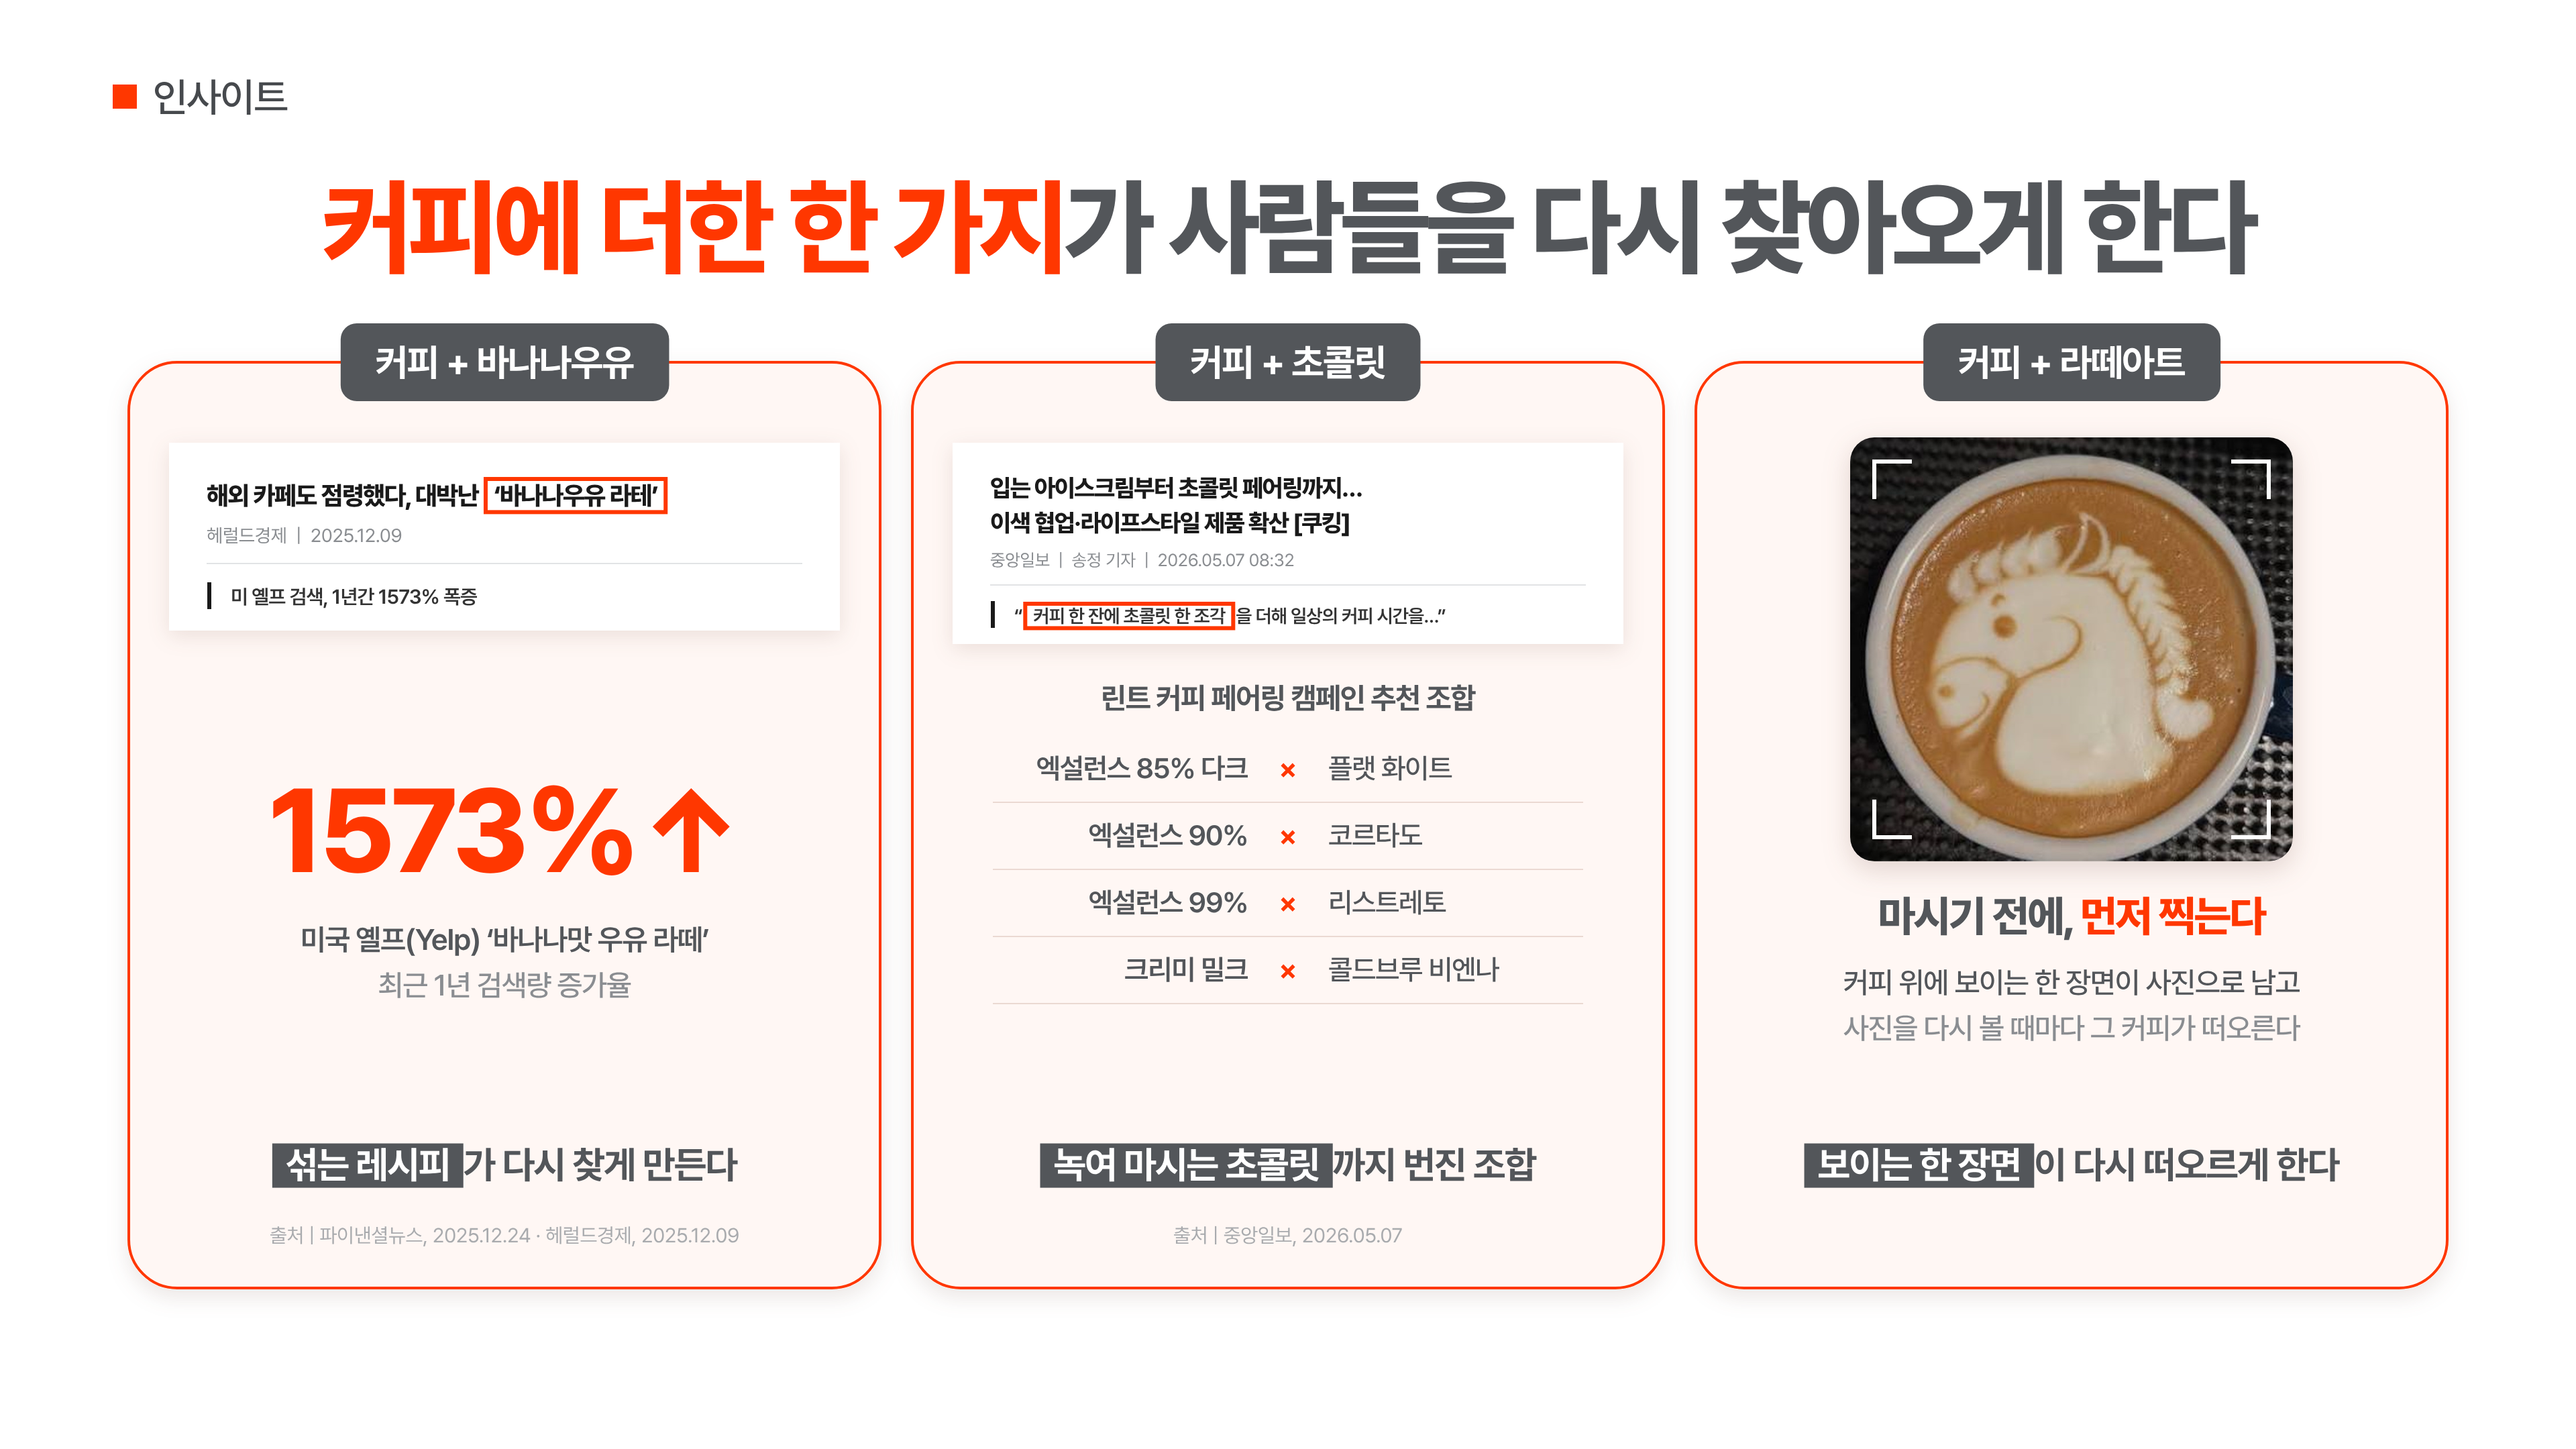 인사이트
커피에 더한 한 가지가 사람들을 다시 찾아오게 한다
커피 + 바나나우유
해외 카페도 점령했다, 대박난 ‘바나나우유 라테’
헤럴드경제 | 2025.12.09
미 옐프 검색, 1년간 1573% 폭증
1573%↑
미국 옐프(Yelp) ‘바나나맛 우유 라떼’
최근 1년 검색량 증가율
섞는 레시피가 다시 찾게 만든다
출처 | 파이낸셜뉴스, 2025.12.24 · 헤럴드경제, 2025.12.09
커피 + 초콜릿
입는 아이스크림부터 초콜릿 페어링까지…
이색 협업·라이프스타일 제품 확산 [쿠킹]
중앙일보 | 송정 기자 | 2026.05.07 08:32
“커피 한 잔에 초콜릿 한 조각을 더해 일상의 커피 시간을…”
린트 커피 페어링 캠페인 추천 조합
엑설런스 85% 다크 × 플랫 화이트
엑설런스 90% × 코르타도
엑설런스 99% × 리스트레토
크리미 밀크 × 콜드브루 비엔나
녹여 마시는 초콜릿까지 번진 조합
출처 | 중앙일보, 2026.05.07
커피 + 라떼아트
마시기 전에, 먼저 찍는다
커피 위에 보이는 한 장면이 사진으로 남고
사진을 다시 볼 때마다 그 커피가 떠오른다
보이는 한 장면이 다시 떠오르게 한다